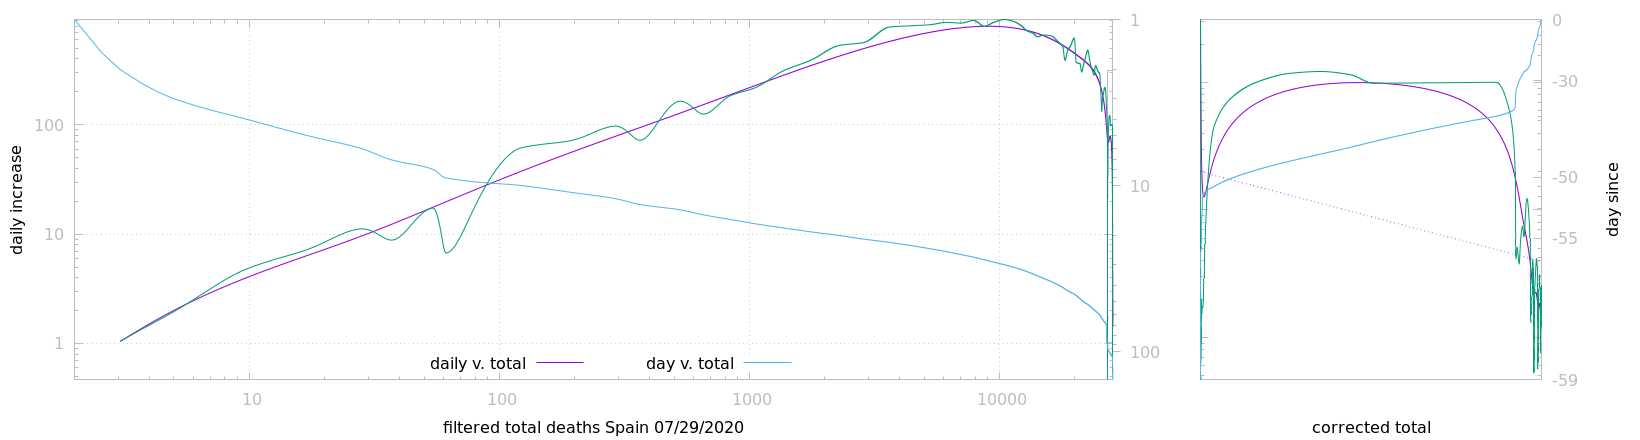 daily increase
100
10
1
daily v. total
day v. total
10
100
1000
10000
filtered total deaths Spain 07/29/2020
1
10
100
corrected total
0
-30
-50
-55
-59
day since